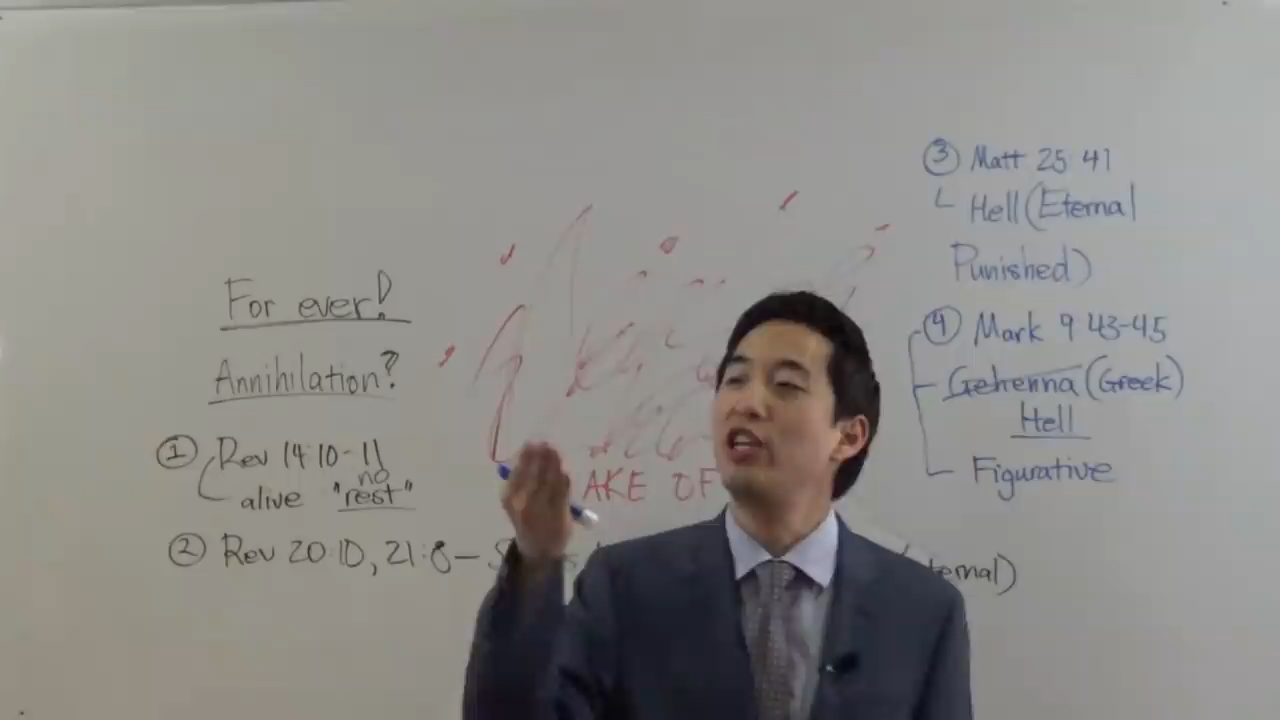 For ever!
Annihilation?
① Rev 14:10-11
no
alive "rest"
② Rev 20:10, 21:8-
AKE OF
③ Matt 25:41
Hell (Eternal
Punished)
④ Mark 9 43-45
Gehenna (Greek)
Hell
Figurative